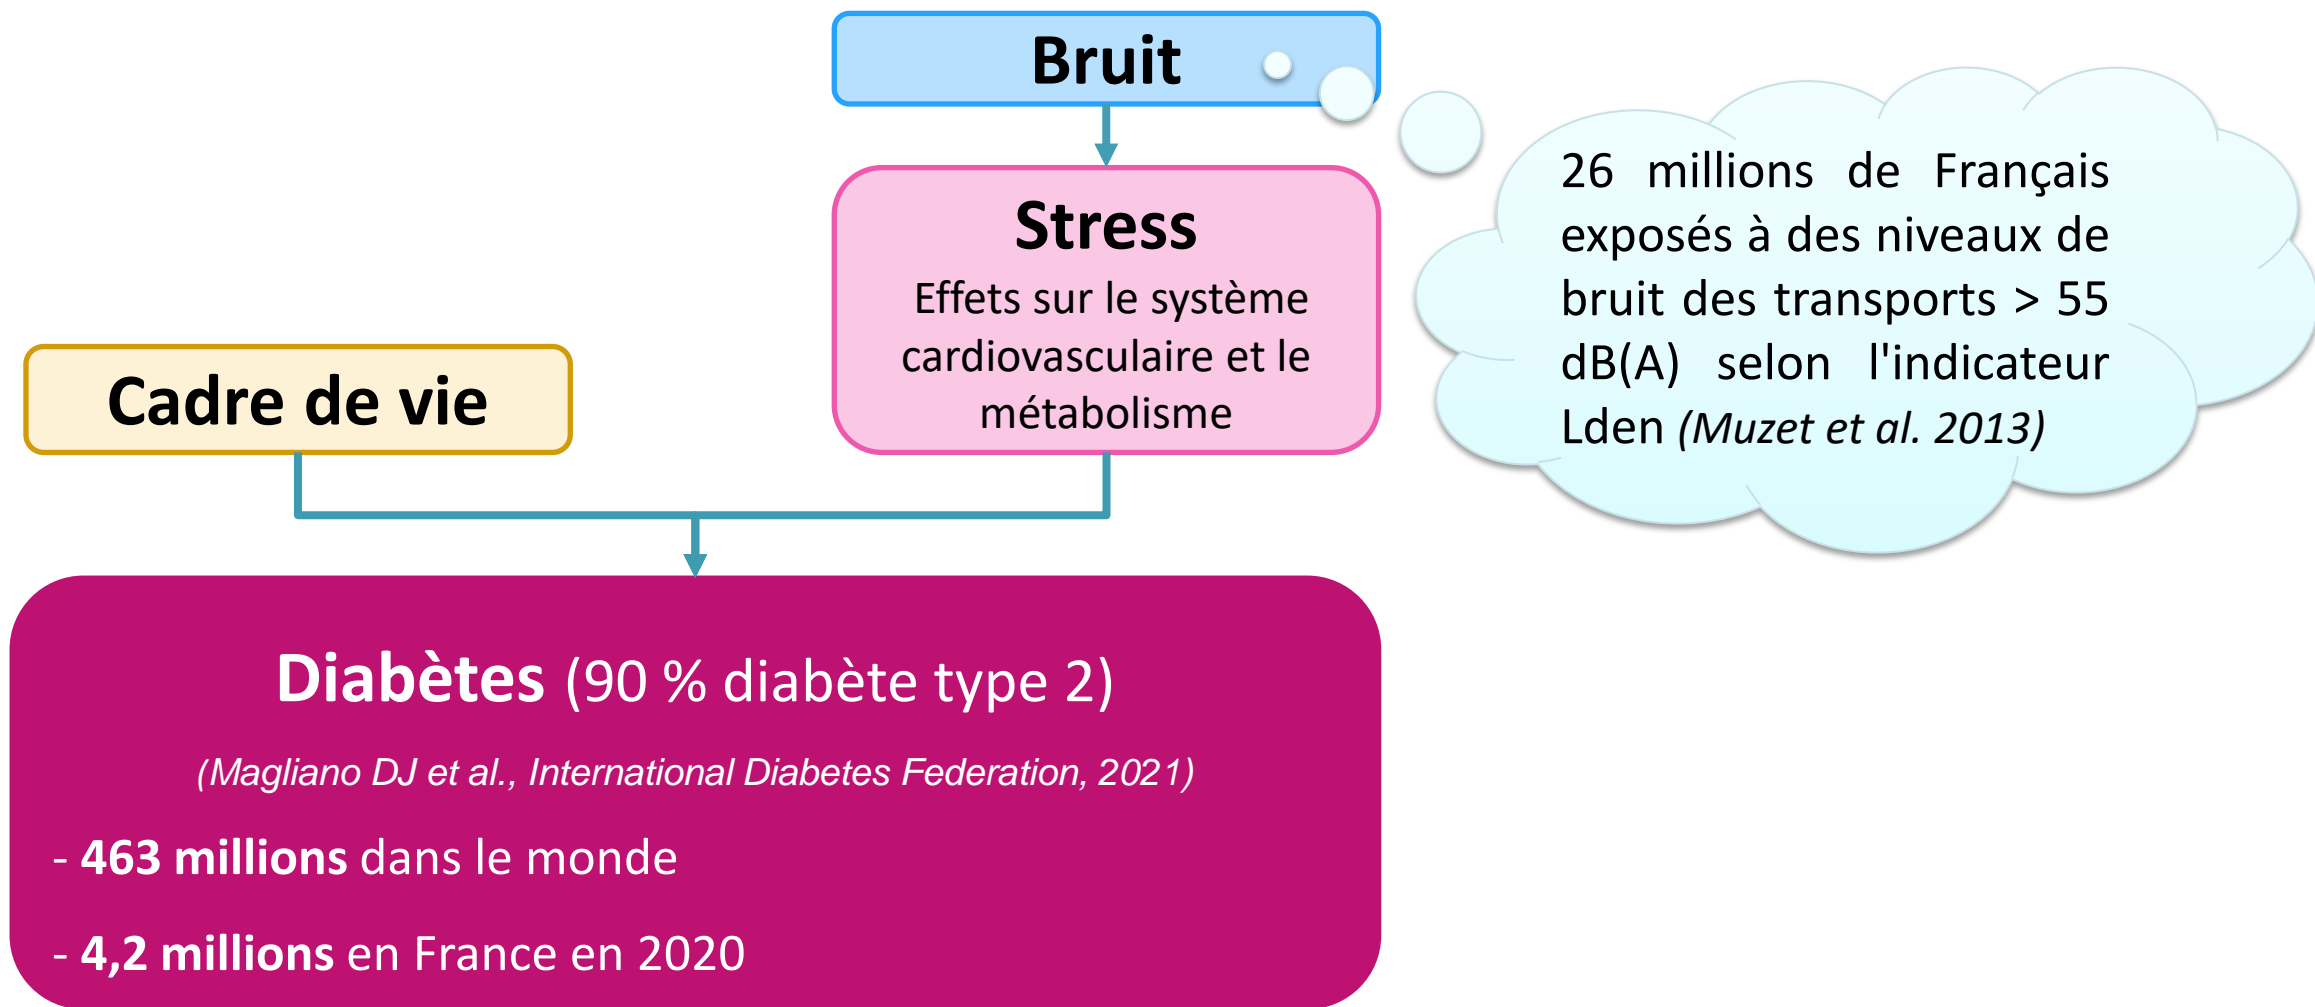 Bruit
Stress
Effets sur le système
cardiovasculaire et le
métabolisme
26 millions de Français
exposés à des niveaux de
bruit des transports > 55
dB(A) selon l'indicateur
Lden (Muzet et al. 2013)
Cadre de vie
Diabètes (90 % diabète type 2)
(Magliano DJ et al., International Diabetes Federation, 2021)
- 463 millions dans le monde
- 4,2 millions en France en 2020